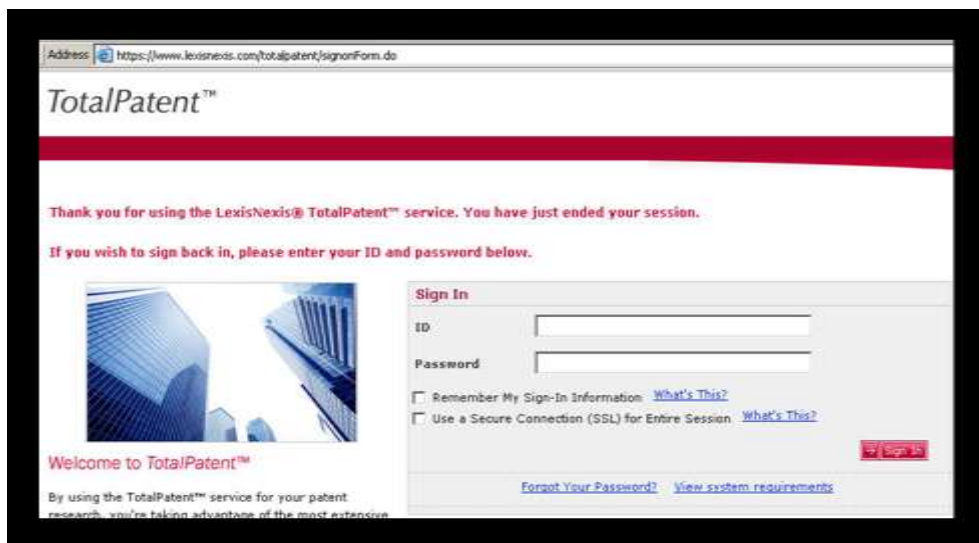 Address https://www.lexisnexis.com/totalpatent/signonForm.do
TotalPatent™
Thank you for using the LexisNexis® TotalPatent™ service. You have just ended your session.
If you wish to sign back in, please enter your ID and password below.
Sign In
ID
Password
Remember My Sign-In Information What's This?
Use a Secure Connection (SSL) for Entire Session What's This?
Sign In
Forgot Your Password? View system requirements
Welcome to TotalPatent™
By using the TotalPatent™ service for your patent
research, you're taking advantage of the most extensive